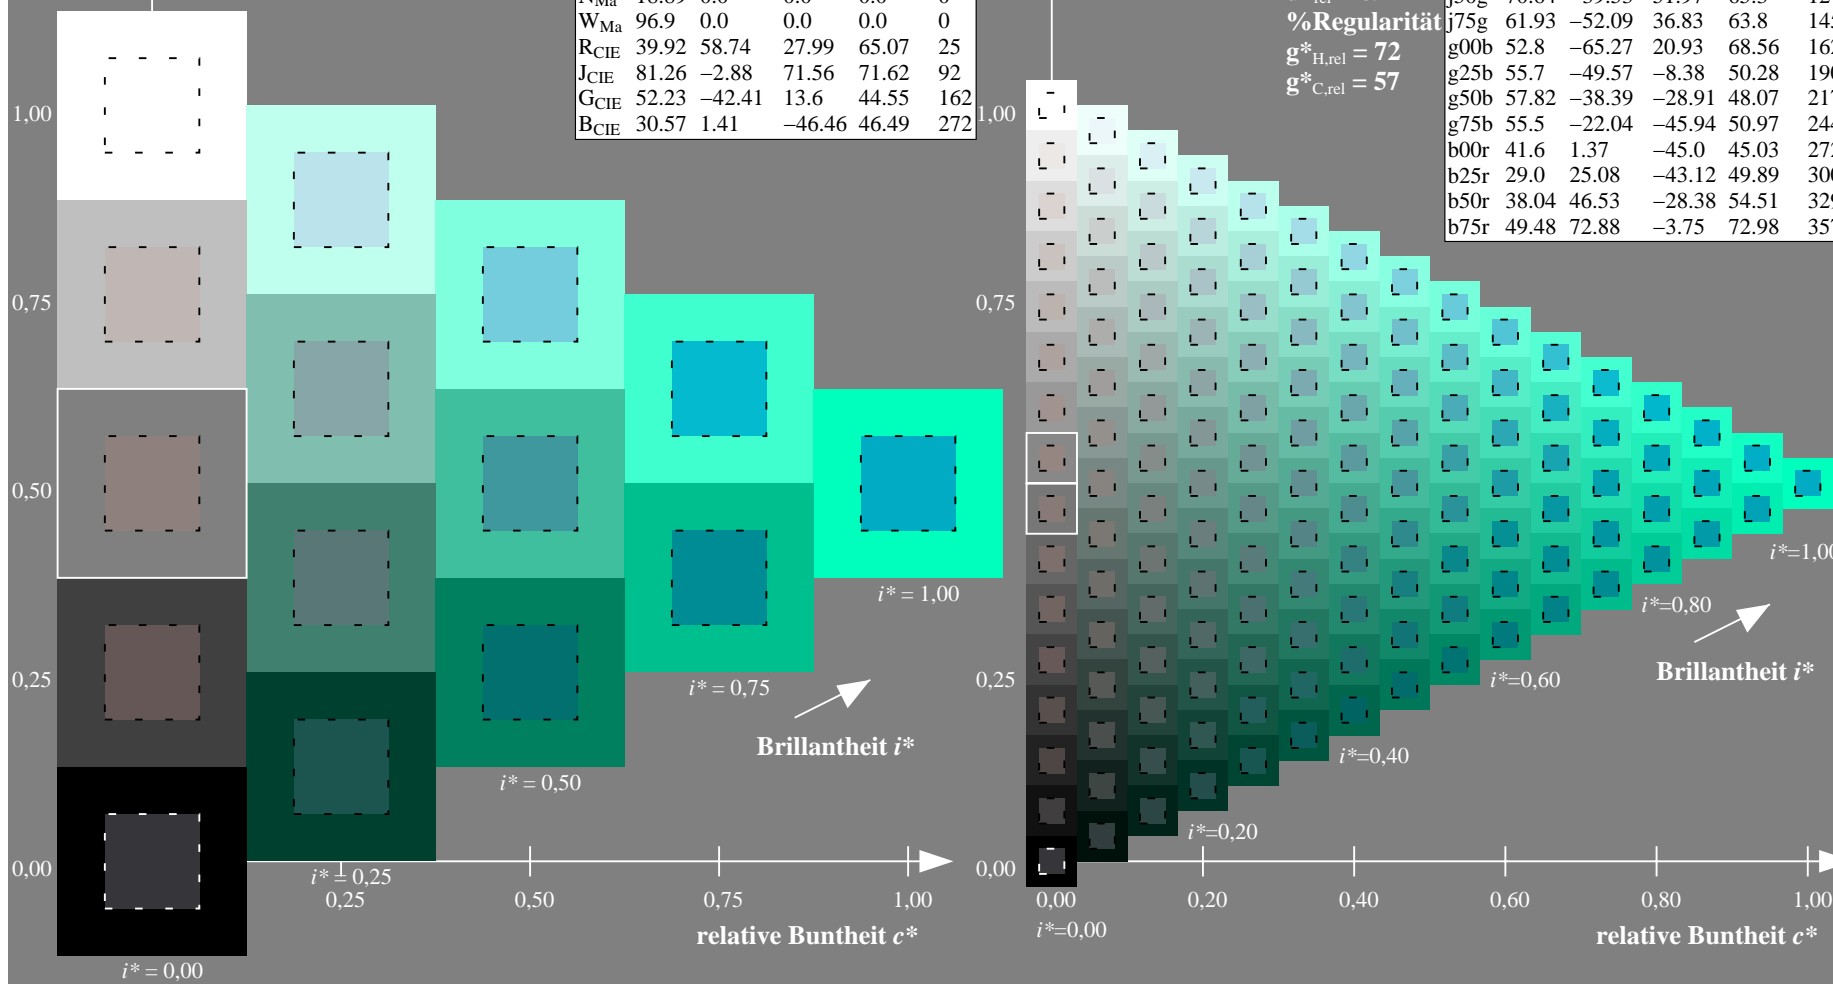 W_Ma 96.9 0.0 0.0 0.0 0
R_CIE 39.92 58.74 27.99 65.07 25
J_CIE 81.26 –2.88 71.56 71.62 92
G_CIE 52.23 –42.41 13.6 44.55 162
B_CIE 30.57 1.41 –46.46 46.49 272
%Regularität
g*_H,rel = 72
g*_C,rel = 57
j75g 61.93 –52.09 36.83 63.8
g00b 52.8 –65.27 20.93 68.56
g25b 55.7 –49.57 –8.38 50.28
g50b 57.82 –38.39 –28.91 48.07
g75b 55.5 –22.04 –45.94 50.97
b00r 41.6 1.37 –45.0 45.03
b25r 29.0 25.08 –43.12 49.89
b50r 38.04 46.53 –28.38 54.51
b75r 49.48 72.88 –3.75 72.98
1,00
0,75
0,50
0,25
0,00
i* = 1,00
i* = 0,75
Brillantheit i*
i* = 0,50
i* = 0,25
0,25 0,50 0,75 1,00
relative Buntheit c*
i* = 0,00
1,00
0,75
0,25
0,00
i*=1,00
i*=0,80
Brillantheit i*
i*=0,60
i*=0,40
i*=0,20
0,00 0,20 0,40 0,60 0,80 1,00
i*=0,00
relative Buntheit c*